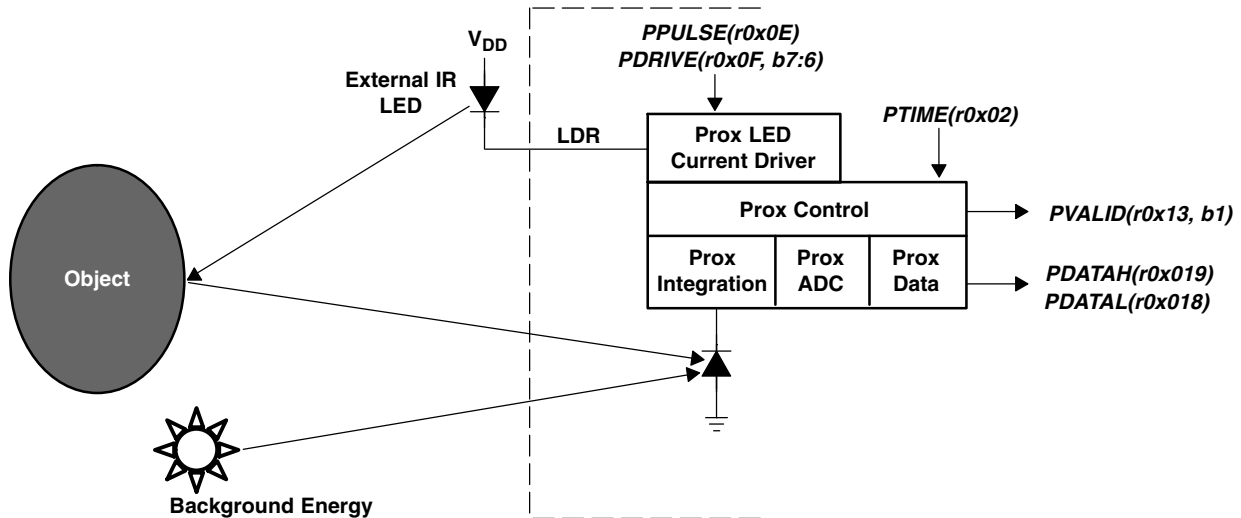 PPULSE(r0x0E)
PDRIVE(r0x0F, b7:6)
VDD
External IR
LED
PTIME(r0x02)
LDR
Prox LED
Current Driver
Prox Control
PVALID(r0x13, b1)
Prox
Integration
Prox
ADC
Prox
Data
PDATAH(r0x019)
PDATAL(r0x018)
Object
Background Energy